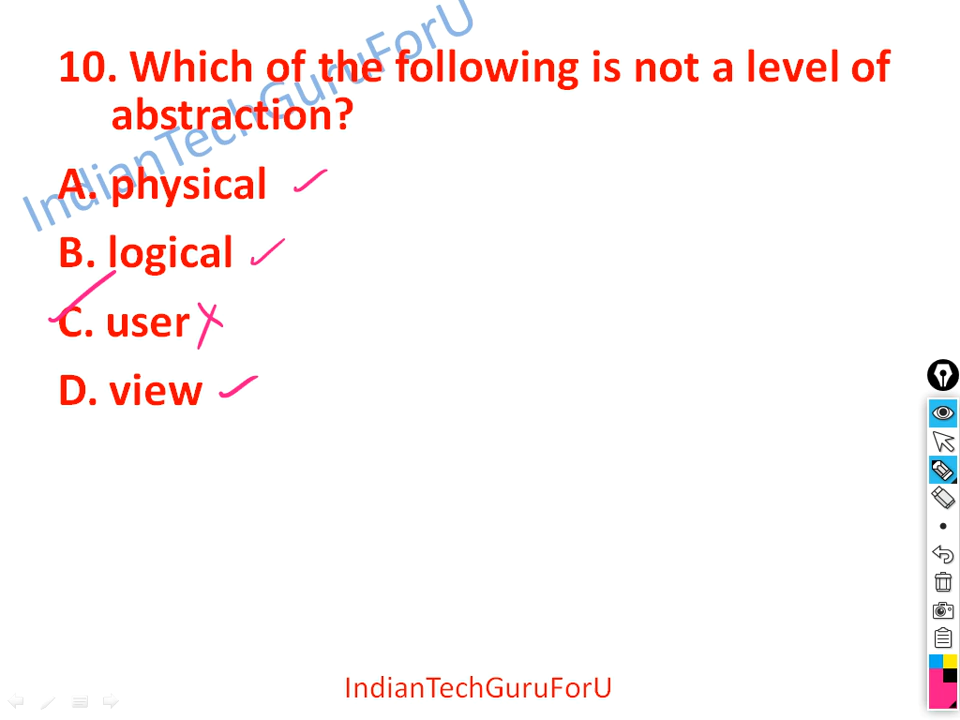 IndianTechGuruForU
10. Which of the following is not a level of
abstraction?
A. physical
B. logical
C. user
D. view
IndianTechGuruForU